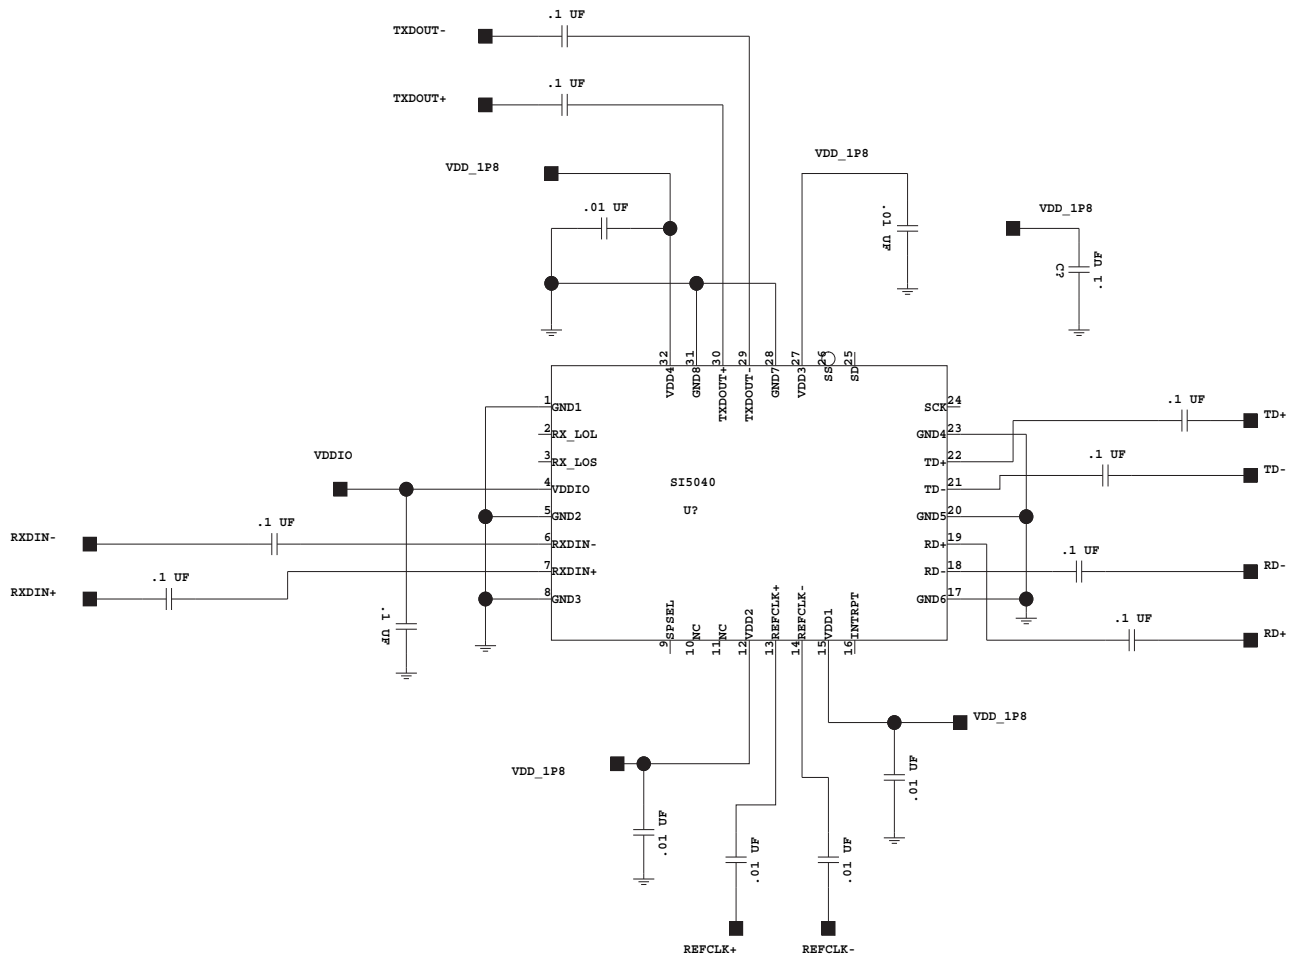 .1 UF
TXDOUT-
.1 UF
TXDOUT+
VDD_1P8
VDD_1P8
.01 UF
.01 UF
VDD_1P8
.1 UF
C?
32
31
30
29
28
27
26
25
VDD4
GND8
TXDOUT+
TXDOUT-
GND7
VDD3
SS
SD
1
GND1
2
RX_LOL
3
RX_LOS
4
VDDIO
5
GND2
6
RXDIN-
7
RXDIN+
8
GND3
SCK
24
GND4
23
TD+
22
TD-
21
GND5
20
RD+
19
RD-
18
GND6
17
SI5040
U?
.1 UF
TD+
.1 UF
TD-
.1 UF
RD-
.1 UF
RD+
VDDIO
RXDIN-
.1 UF
RXDIN+
.1 UF
.1 UF
SPSEL
NC
NC
VDD2
REFCLK+
REFCLK-
VDD1
INTRPT
9
10
11
12
13
14
15
16
VDD_1P8
VDD_1P8
.01 UF
.01 UF
.01 UF
.01 UF
REFCLK+
REFCLK-